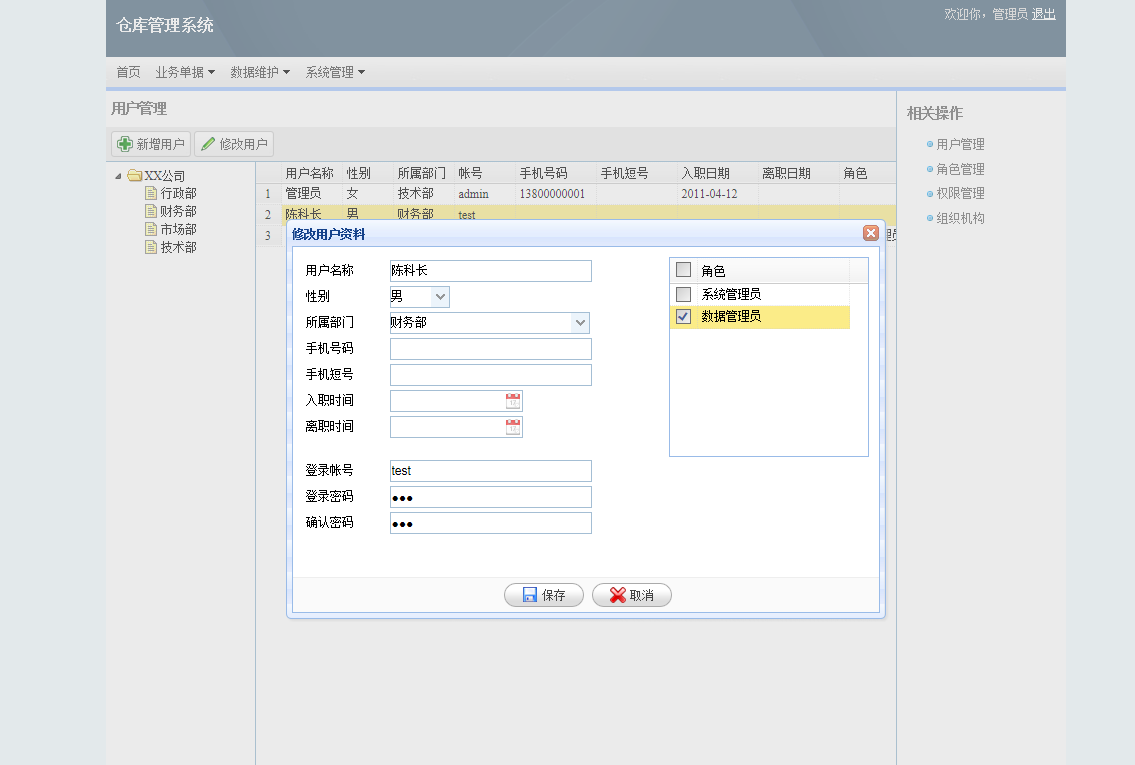 仓库管理系统
欢迎你，管理员 退出
首页 业务单据 数据维护 系统管理
用户管理
新增用户 修改用户
XX公司
行政部
财务部
市场部
技术部
用户名称 性别 所属部门 帐号 手机号码 手机短号 入职日期 离职日期 角色
1 管理员 女 技术部 admin 13800000001 2011-04-12
2 陈科长 男 财务部 test
3
修改用户资料
用户名称 陈科长
性别 男
所属部门 财务部
手机号码
手机短号
入职时间
离职时间
登录帐号 test
登录密码 ●●●
确认密码 ●●●
角色
系统管理员
数据管理员
保存 取消
相关操作
用户管理
角色管理
权限管理
组织机构